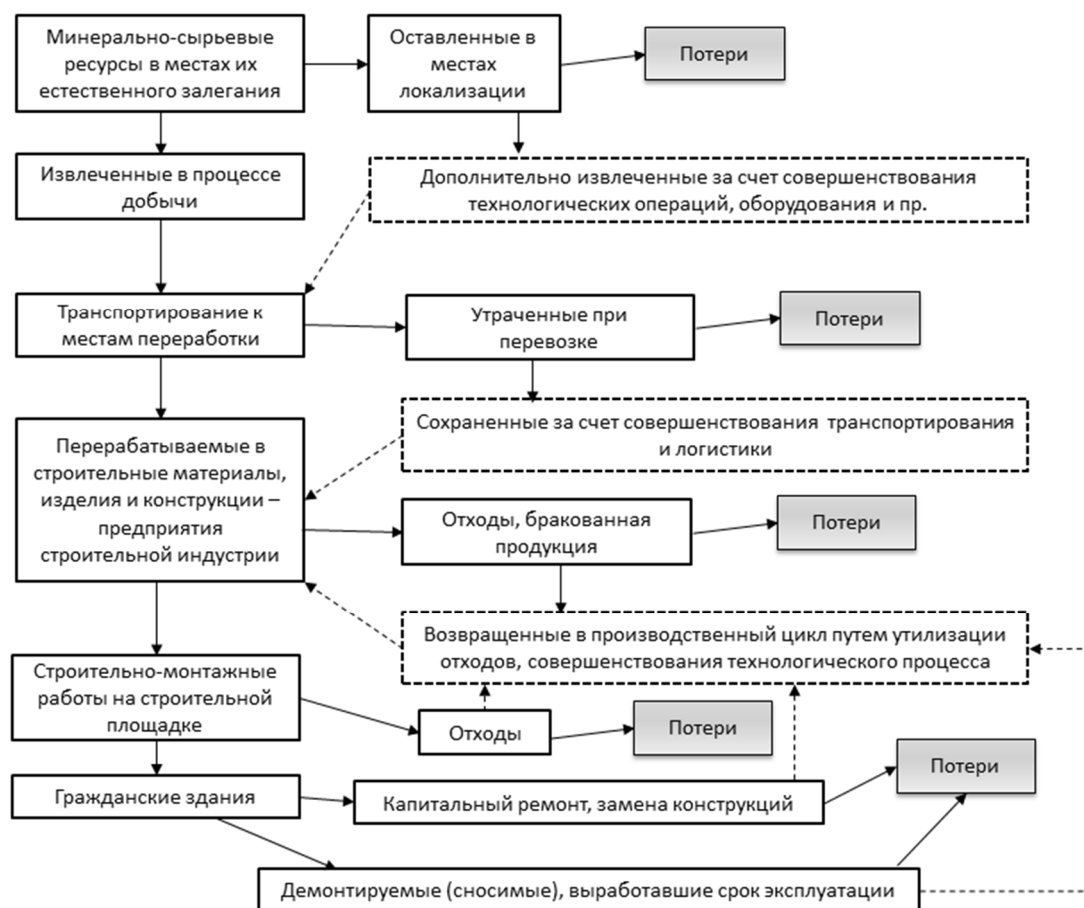 Минерально-сырьевые
ресурсы в местах их
естественного залегания
Оставленные в
местах
локализации
Потери
Извлеченные в процессе
добычи
Дополнительно извлеченные за счет совершенствования
технологических операций, оборудования и пр.
Транспортирование к
местам переработки
Утраченные при
перевозке
Потери
Сохраненные за счет совершенствования транспортирования
и логистики
Перерабатываемые в
строительные материалы,
изделия и конструкции –
предприятия
строительной индустрии
Отходы, бракованная
продукция
Потери
Возвращенные в производственный цикл путем утилизации
отходов, совершенствования технологического процесса
Строительно-монтажные
работы на строительной
площадке
Отходы
Потери
Гражданские здания
Капитальный ремонт, замена конструкций
Потери
Демонтируемые (сносимые), выработавшие срок эксплуатации